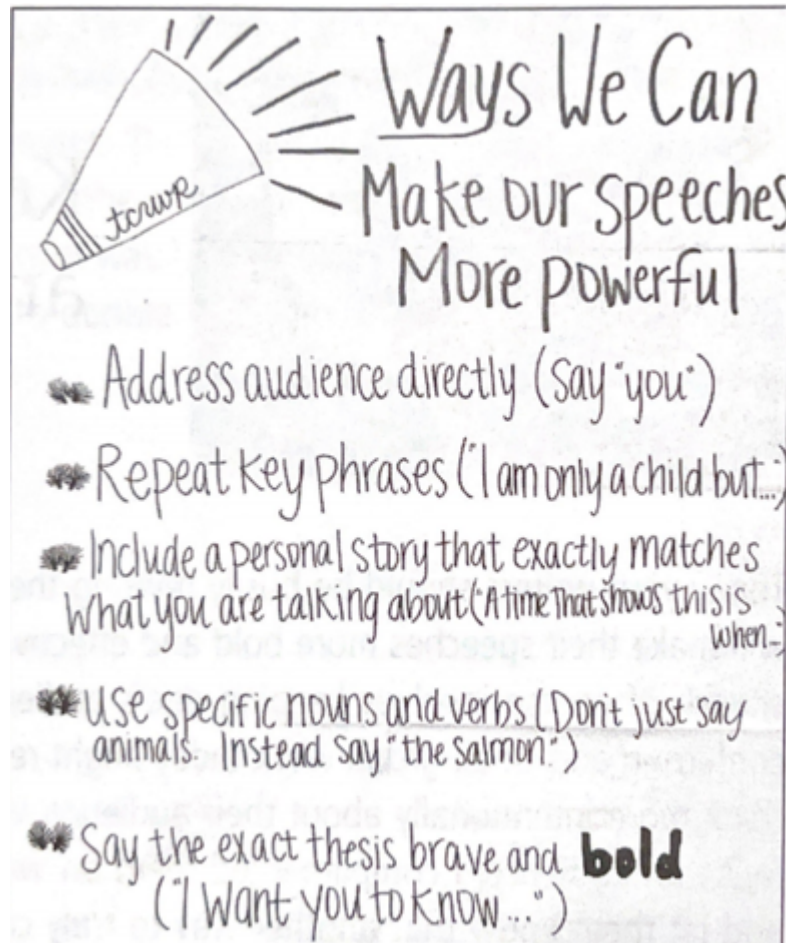 tcrwp
Ways We Can
Make our speeches
More powerful
Address audience directly (Say "you")
Repeat key phrases ("I am only a child but...")
Include a personal story that exactly matches
what you are talking about ("A time that shows this is
when...
Use specific nouns and verbs (Don't just say
animals. Instead say, "the salmon.")
Say the exact thesis brave and bold
("I want you to know...")